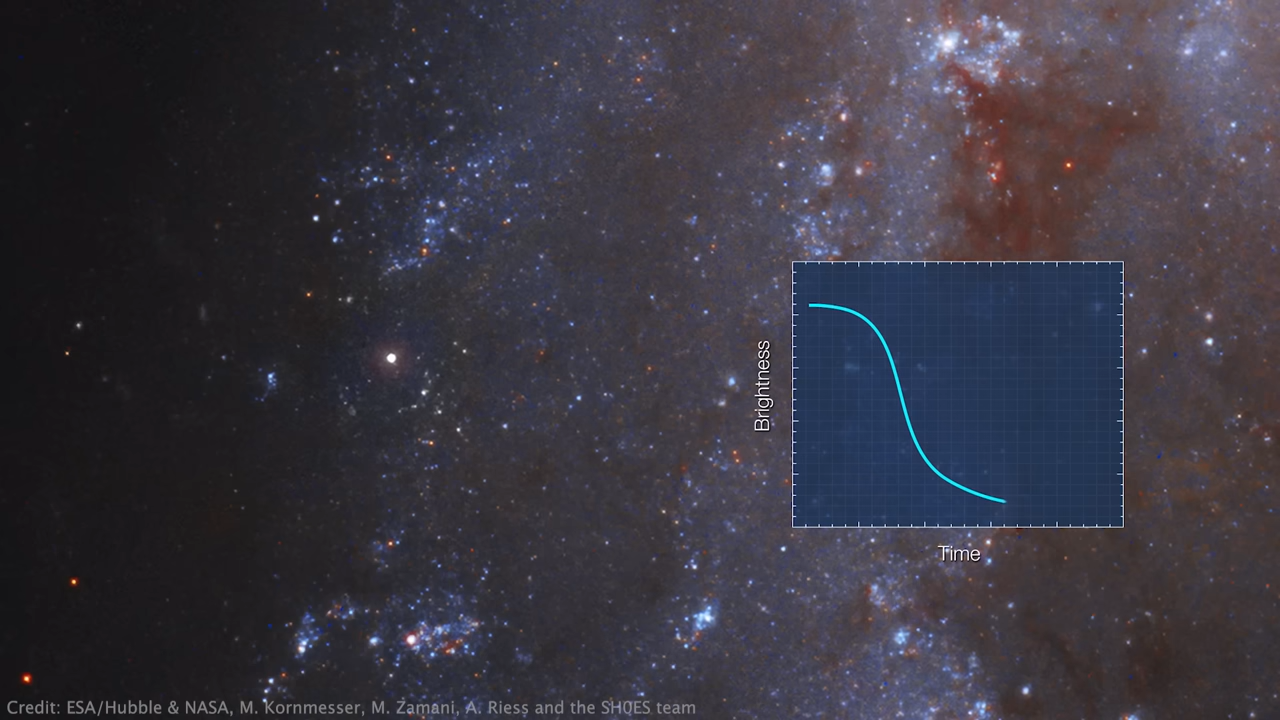 Brightness
Time
Credit: ESA/Hubble & NASA, M. Kornmesser, M. Zamani, A. Riess and the SH0ES team